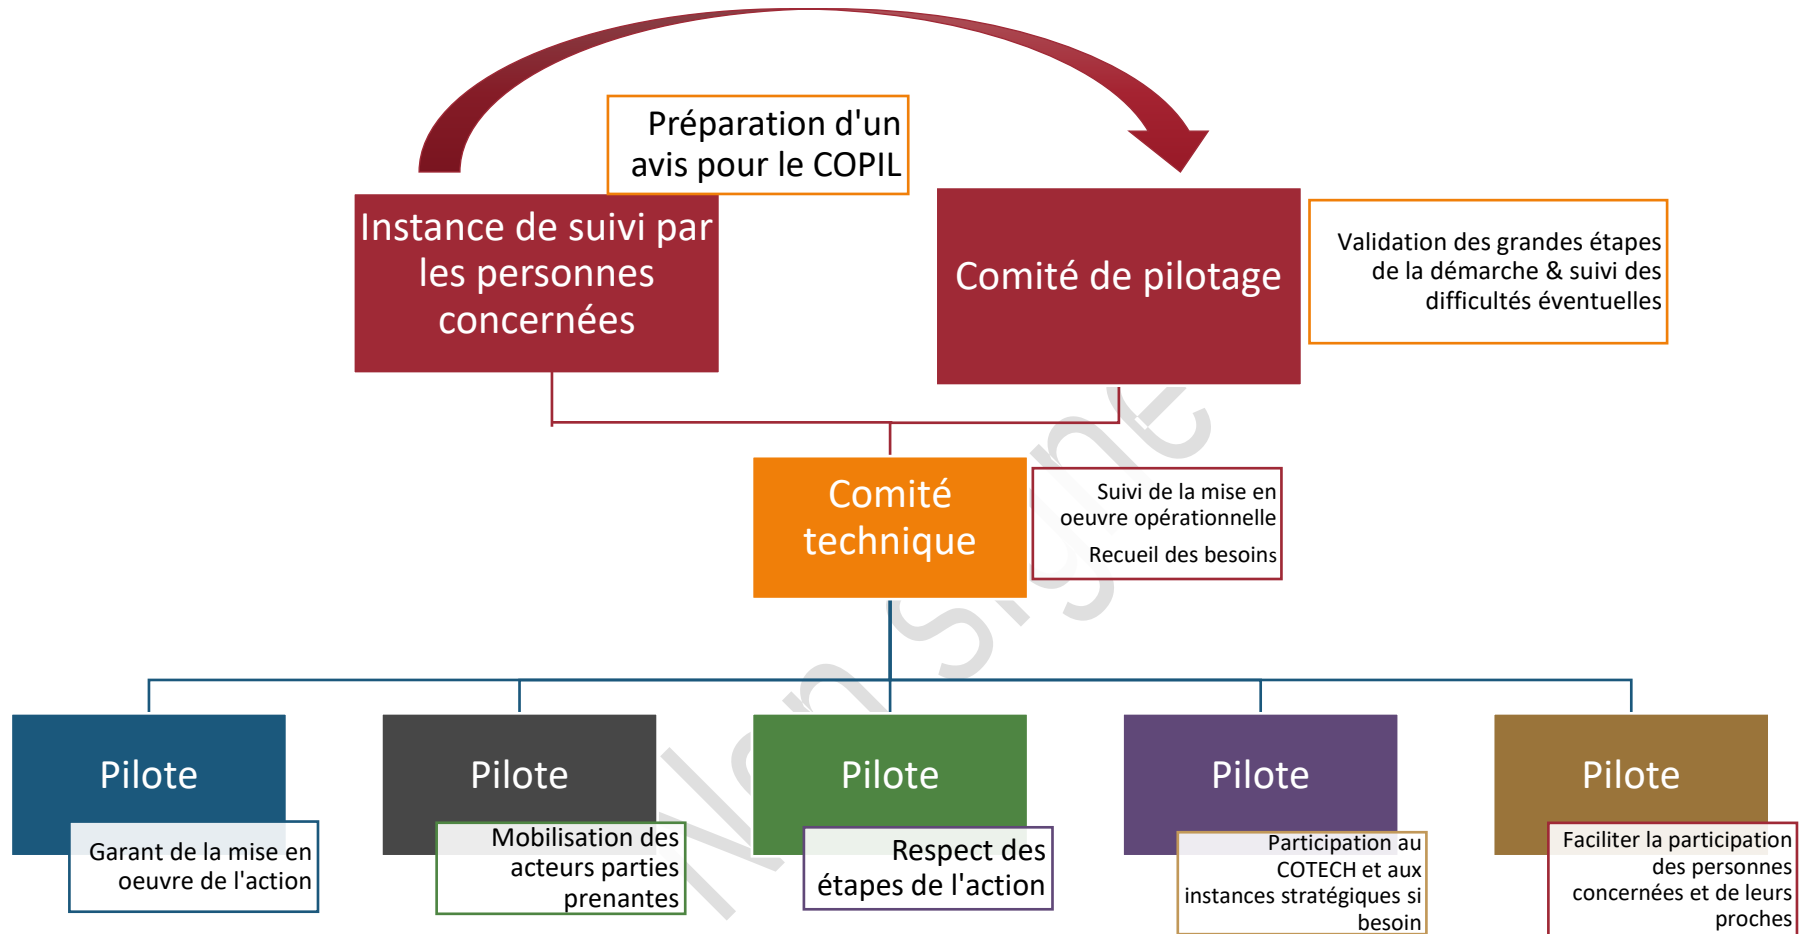 Préparation d'un
avis pour le COPIL
Instance de suivi par
les personnes
concernées
Comité de pilotage
Validation des grandes étapes
de la démarche & suivi des
difficultés éventuelles
Comité
technique
Suivi de la mise en
oeuvre opérationnelle
Recueil des besoins
Non signé
Pilote
Garant de la mise en
oeuvre de l'action
Pilote
Mobilisation des
acteurs parties
prenantes
Pilote
Respect des
étapes de l'action
Pilote
Participation au
COTECH et aux
instances stratégiques si
besoin
Pilote
Faciliter la participation
des personnes
concernées et de leurs
proches